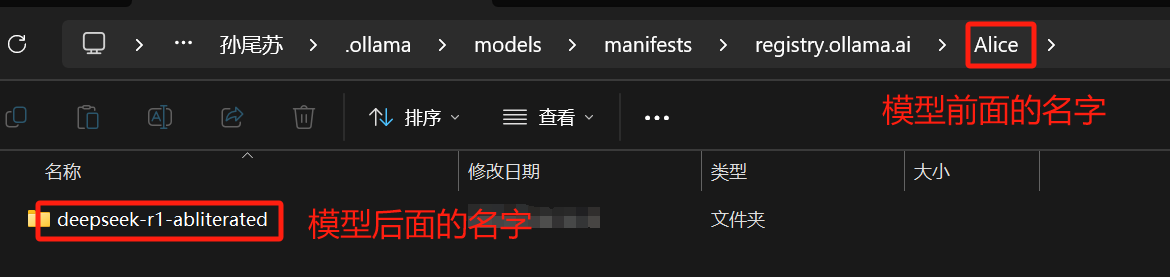 孙尾苏 .ollama models manifests registry.ollama.ai Alice
排序 查看
模型前面的名字
名称 修改日期 类型 大小
deepseek-r1-abliterated 模型后面的名字 文件夹